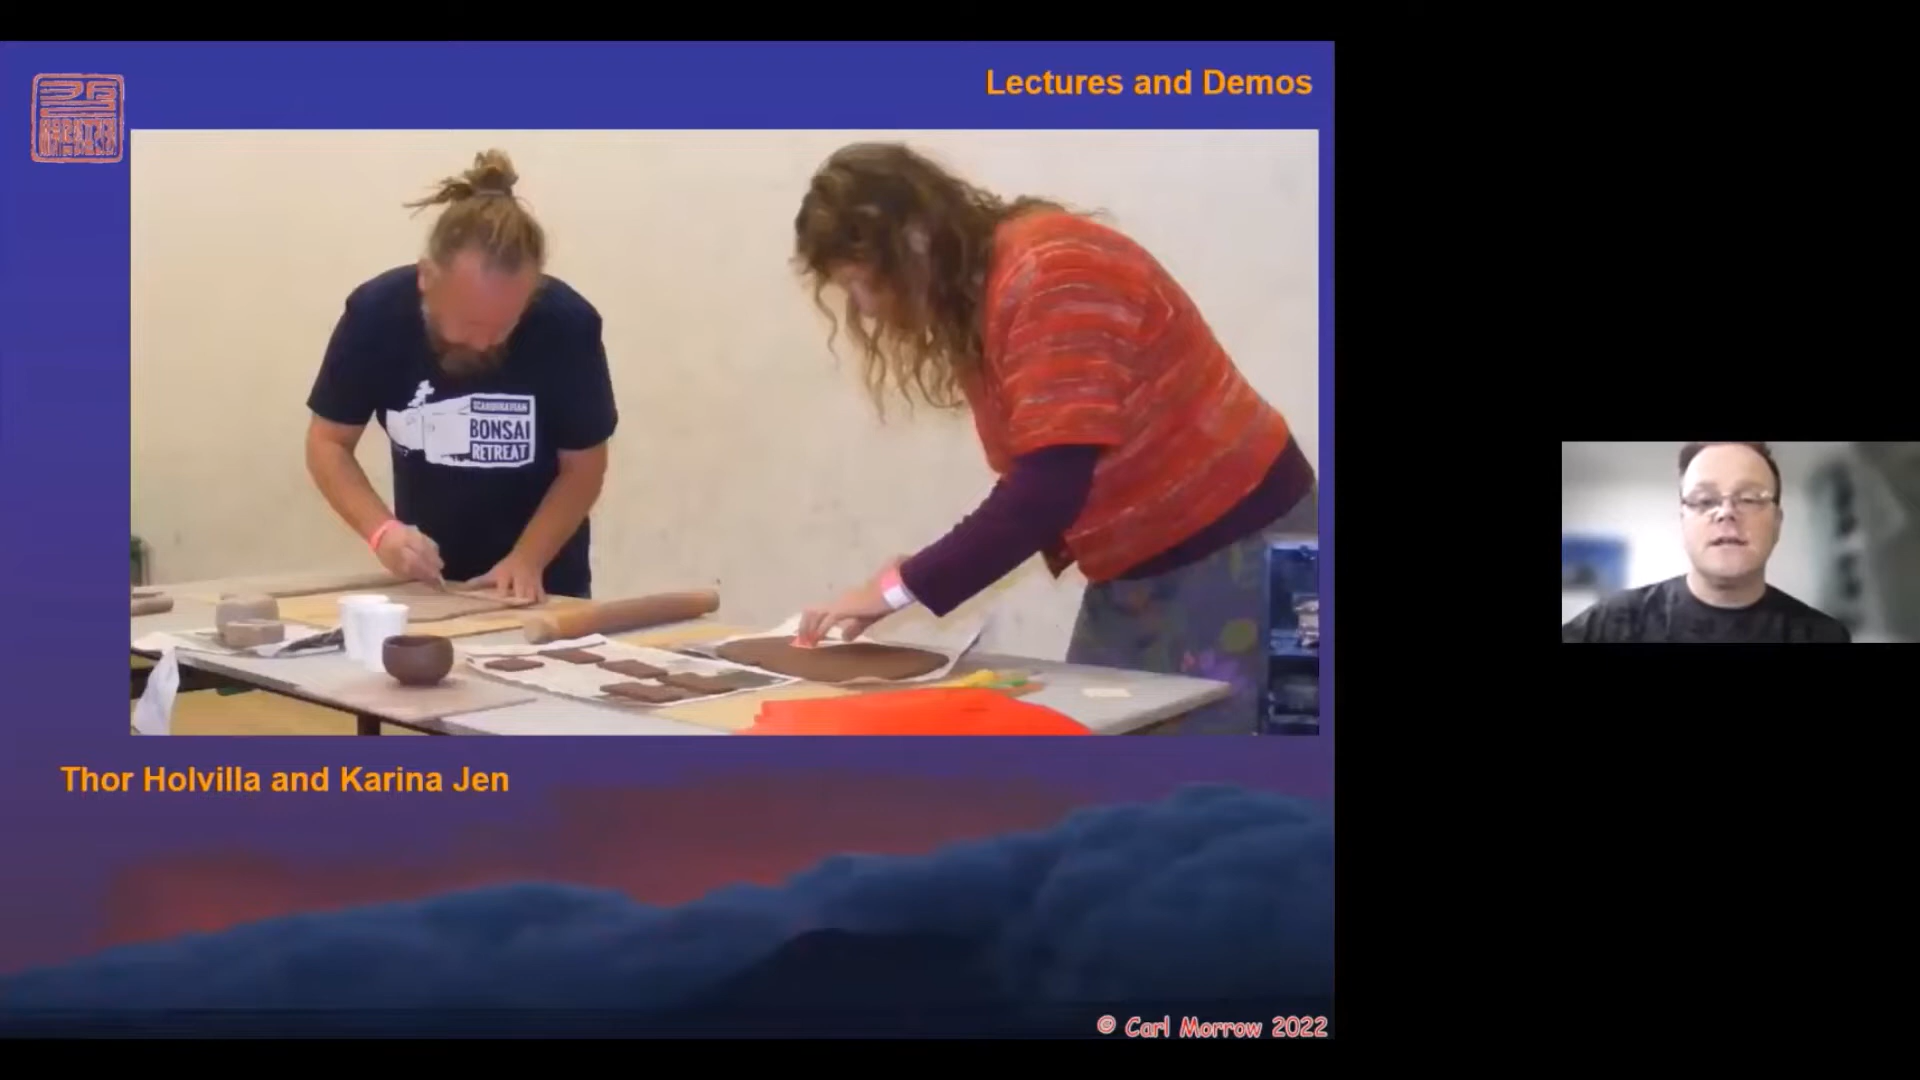 Lectures and Demos
SCANDINAVIAN
BONSAI
RETREAT
Thor Holvilla and Karina Jen
© Carl Morrow 2022